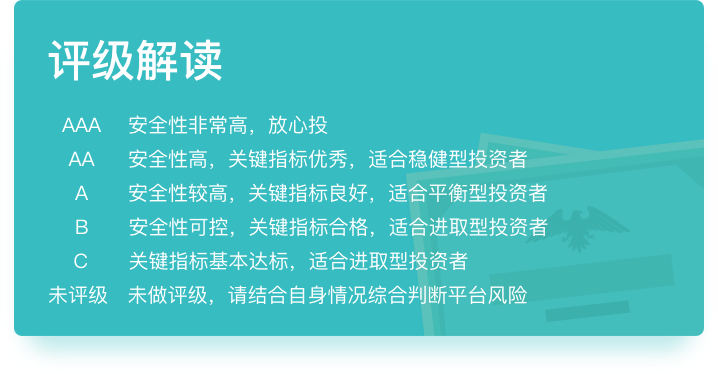 评级解读
AAA 安全性非常高，放心投
AA 安全性高，关键指标优秀，适合稳健型投资者
A 安全性较高，关键指标良好，适合平衡型投资者
B 安全性可控，关键指标合格，适合进取型投资者
C 关键指标基本达标，适合进取型投资者
未评级 未做评级，请结合自身情况综合判断平台风险